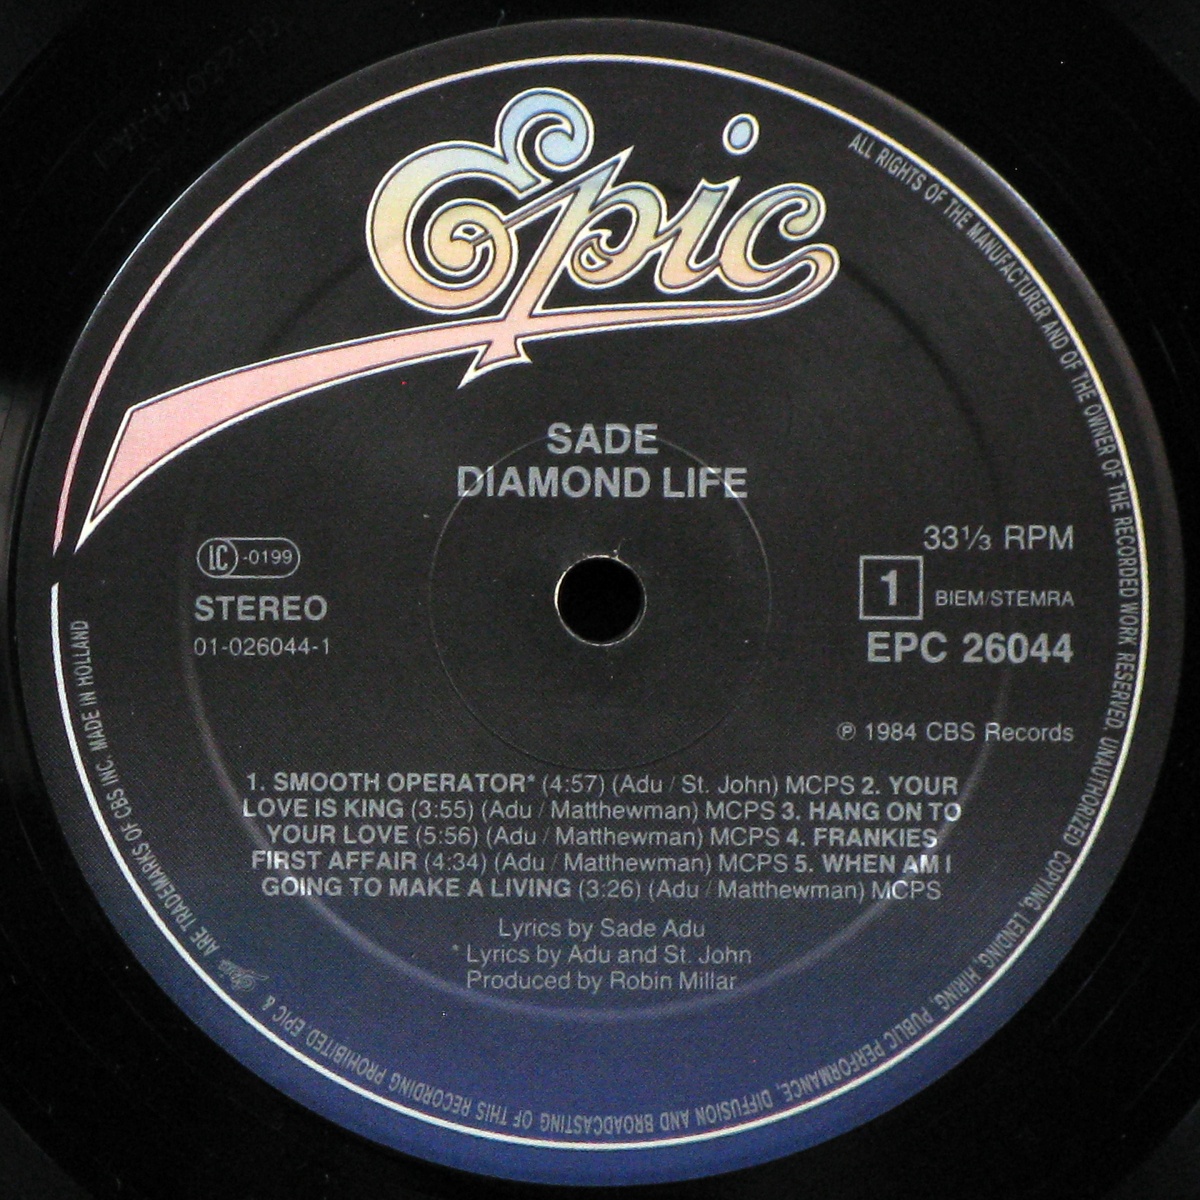 Epic
SADE
DIAMOND LIFE
LC -0199
STEREO
01-026044-1
33⅓ RPM
1 BIEM/STEMRA
EPC 26044
℗ 1984 CBS Records
1. SMOOTH OPERATOR* (4:57) (Adu / St. John) MCPS 2. YOUR
LOVE IS KING (3:55) (Adu / Matthewman) MCPS 3. HANG ON TO
YOUR LOVE (5:56) (Adu / Matthewman) MCPS 4. FRANKIES
FIRST AFFAIR (4:34) (Adu / Matthewman) MCPS 5. WHEN AM I
GOING TO MAKE A LIVING (3:26) (Adu / Matthewman) MCPS
Lyrics by Sade Adu
* Lyrics by Adu and St. John
Produced by Robin Millar
ALL RIGHTS OF THE MANUFACTURER AND OF THE OWNER OF THE RECORDED WORK RESERVED. UNAUTHORIZED COPYING, LENDING, HIRING, PUBLIC PERFORMANCE, DIFFUSION AND BROADCASTING OF THIS RECORDING PROHIBITED. EPIC & Epic ARE TRADEMARKS OF CBS INC. MADE IN HOLLAND